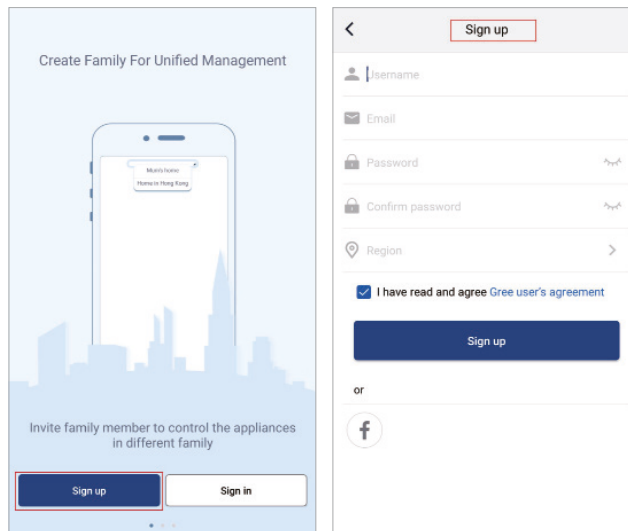 Create Family For Unified Management
Mom's home
Home in Hong Kong
Invite family member to control the appliances
in different family
Sign up
Sign in
Sign up
Username
Email
Password
Confirm password
Region
I have read and agree Gree user's agreement
Sign up
or
f